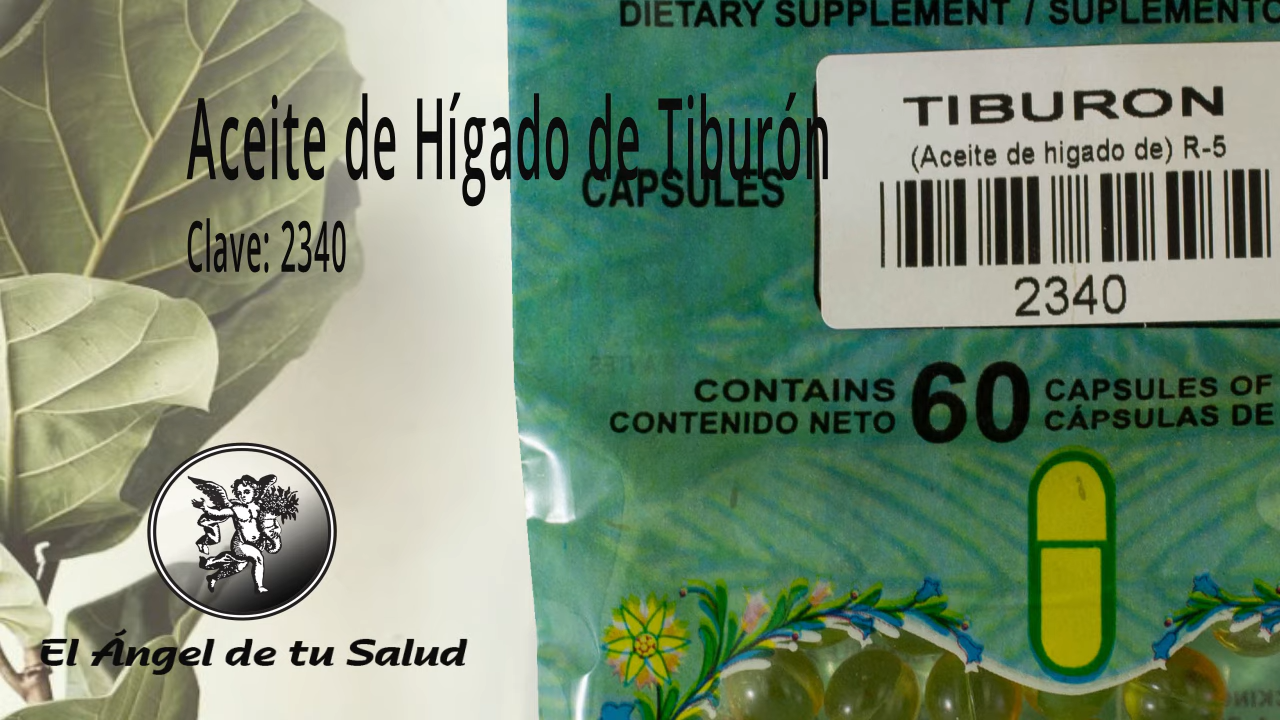 DIETARY SUPPLEMENT / SUPLEMENTO
Aceite de Hígado de Tiburón
Clave: 2340
CAPSULES
TIBURON
(Aceite de higado de) R-5
2340
CONTAINS 60 CAPSULES OF
CONTENIDO NETO CÁPSULAS DE
El Ángel de tu Salud